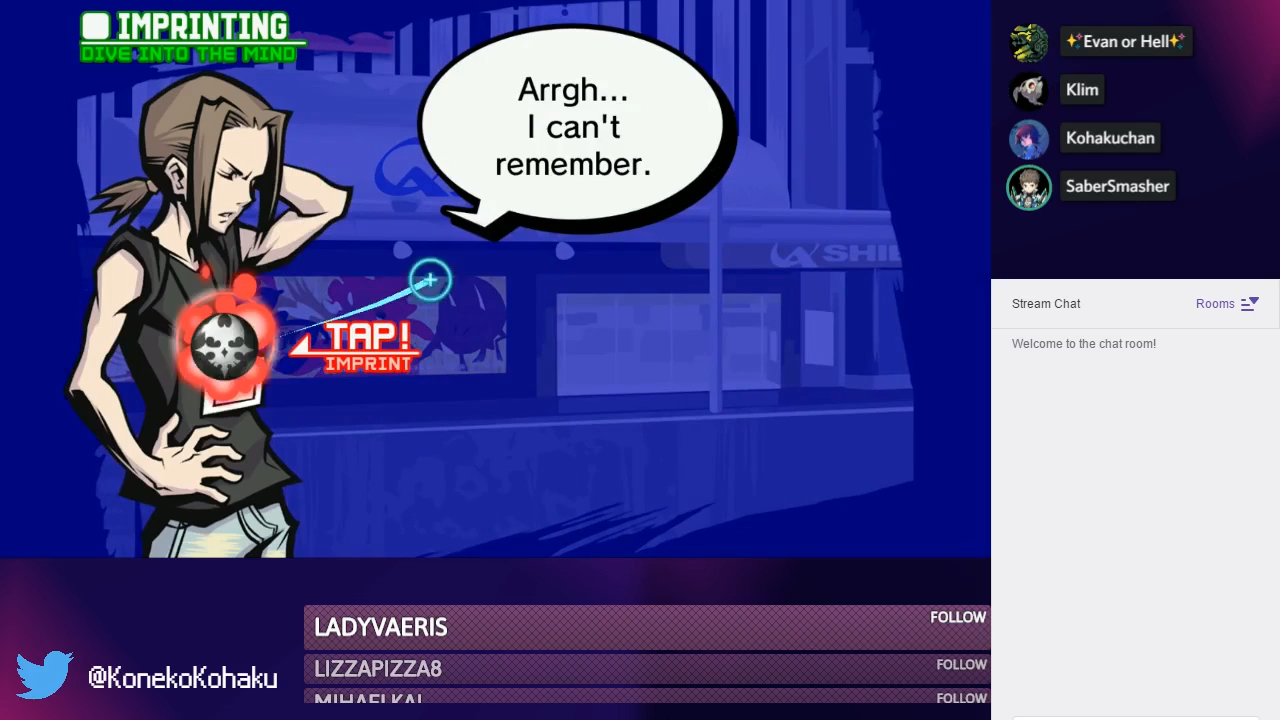 IMPRINTING
DIVE INTO THE MIND
Arrgh...
I can't
remember.
TAP!
IMPRINT
✨Evan or Hell✨
Klim
Kohakuchan
SaberSmasher
Stream Chat
Rooms
Welcome to the chat room!
LADYVAERIS
FOLLOW
LIZZAPIZZA8
FOLLOW
FOLLOW
@KonekoKohaku